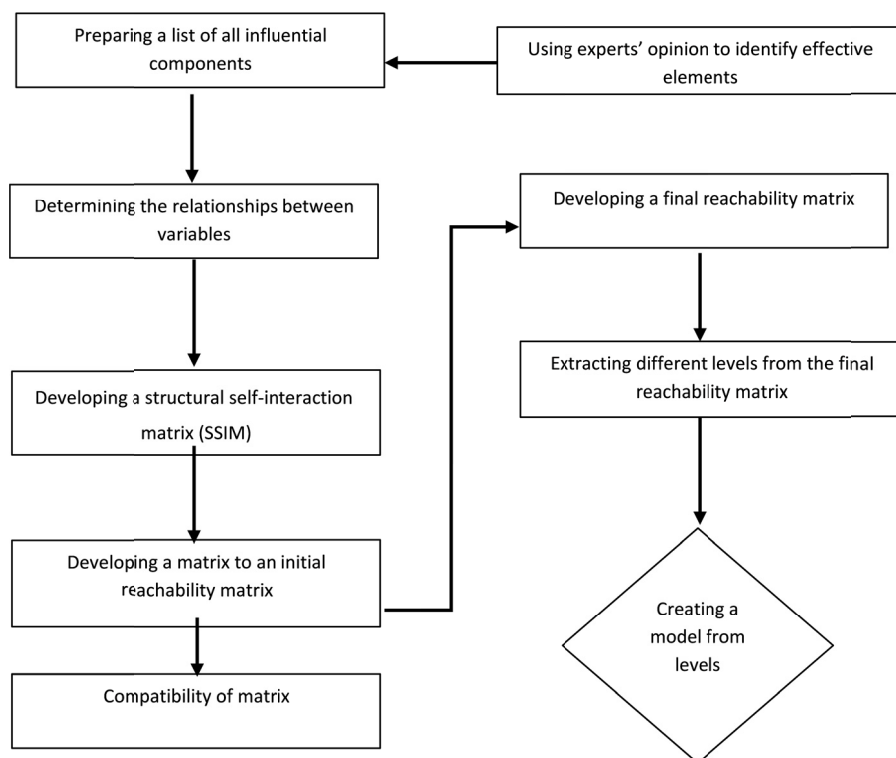 Preparing a list of all influential
components
Using experts’ opinion to identify effective
elements
Determining the relationships between
variables
Developing a structural self-interaction
matrix (SSIM)
Developing a matrix to an initial
reachability matrix
Compatibility of matrix
Developing a final reachability matrix
Extracting different levels from the final
reachability matrix
Creating a
model from
levels